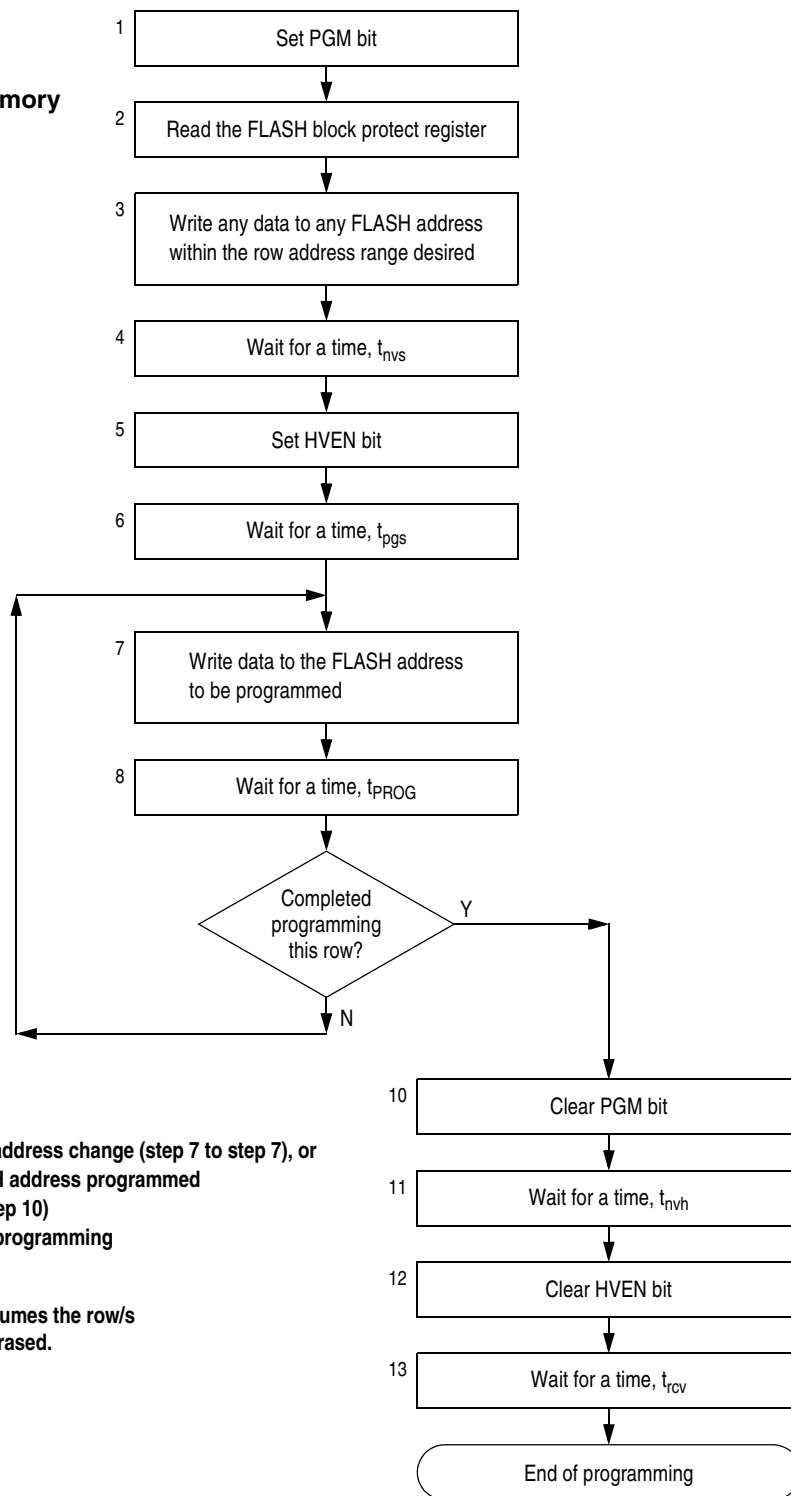 1
Set PGM bit
2
Read the FLASH block protect register
3
Write any data to any FLASH address
within the row address range desired
4
Wait for a time, tnvs
5
Set HVEN bit
6
Wait for a time, tpgs
7
Write data to the FLASH address
to be programmed
8
Wait for a time, tPROG
Completed
programming
this row?
Y
N
10
Clear PGM bit
address change (step 7 to step 7), or
address programmed
10)
programming
11
Wait for a time, tnvh
12
Clear HVEN bit
the row/s
13
Wait for a time, trcv
End of programming